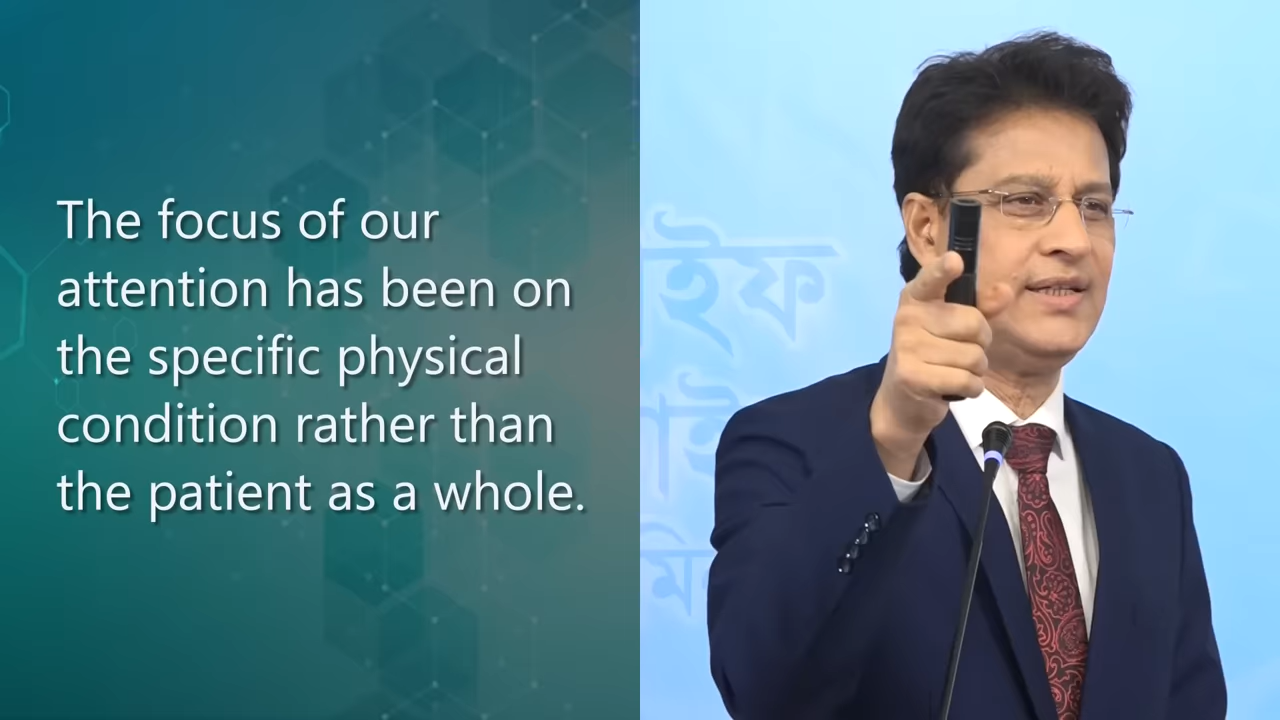 The focus of our
attention has been on
the specific physical
condition rather than
the patient as a whole.